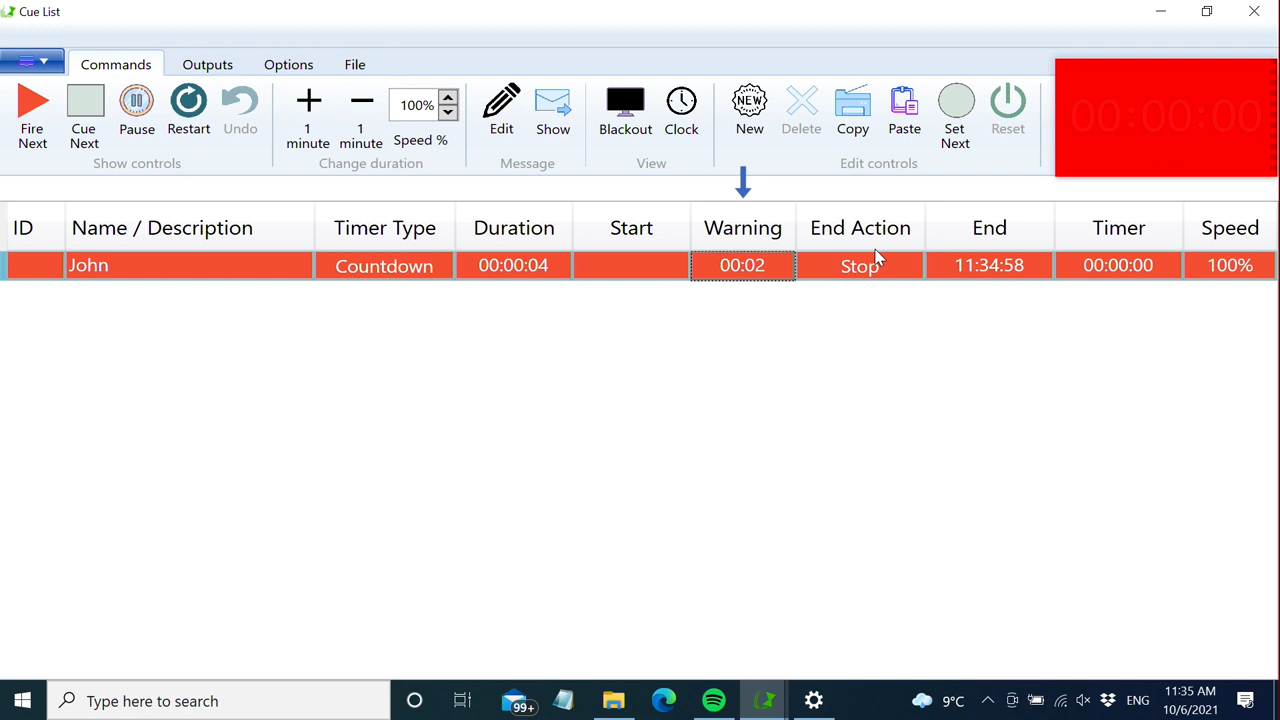 Cue List
Commands Outputs Options File
Fire Next
Cue Next
Pause
Restart
Undo
1 minute
1 minute
100%
Speed %
Edit
Show
Blackout
Clock
NEW
New
Delete
Copy
Paste
Set Next
Reset
00:00:00
Show controls
Change duration
Message
View
Edit controls
ID Name / Description Timer Type Duration Start Warning End Action End Timer Speed
John Countdown 00:00:04 00:02 Stop 11:34:58 00:00:00 100%
Type here to search
99+
9°C
ENG
11:35 AM
10/6/2021